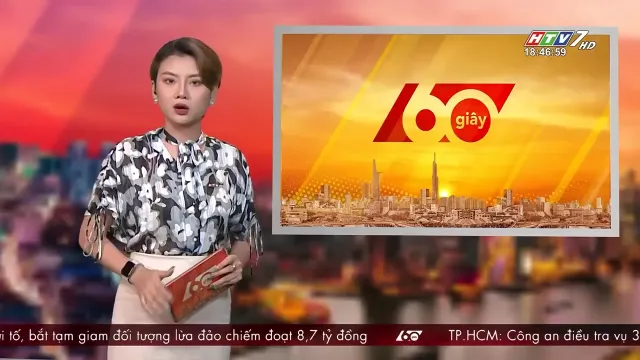 HTV7 HD
18:46:59
60 giây
tố, bắt tạm giam đối tượng lừa đảo chiếm đoạt 8,7 tỷ đồng 60 TP.HCM: Công an điều tra vụ 3